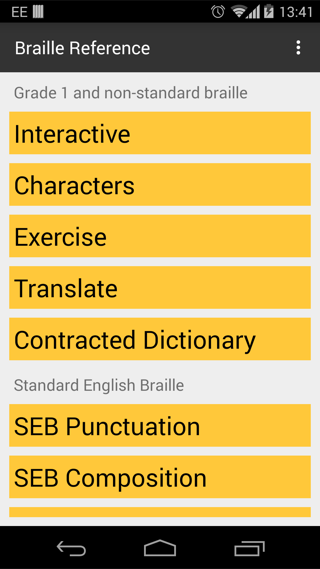 EE 13:41
Braille Reference
Grade 1 and non-standard braille
Interactive
Characters
Exercise
Translate
Contracted Dictionary
Standard English Braille
SEB Punctuation
SEB Composition